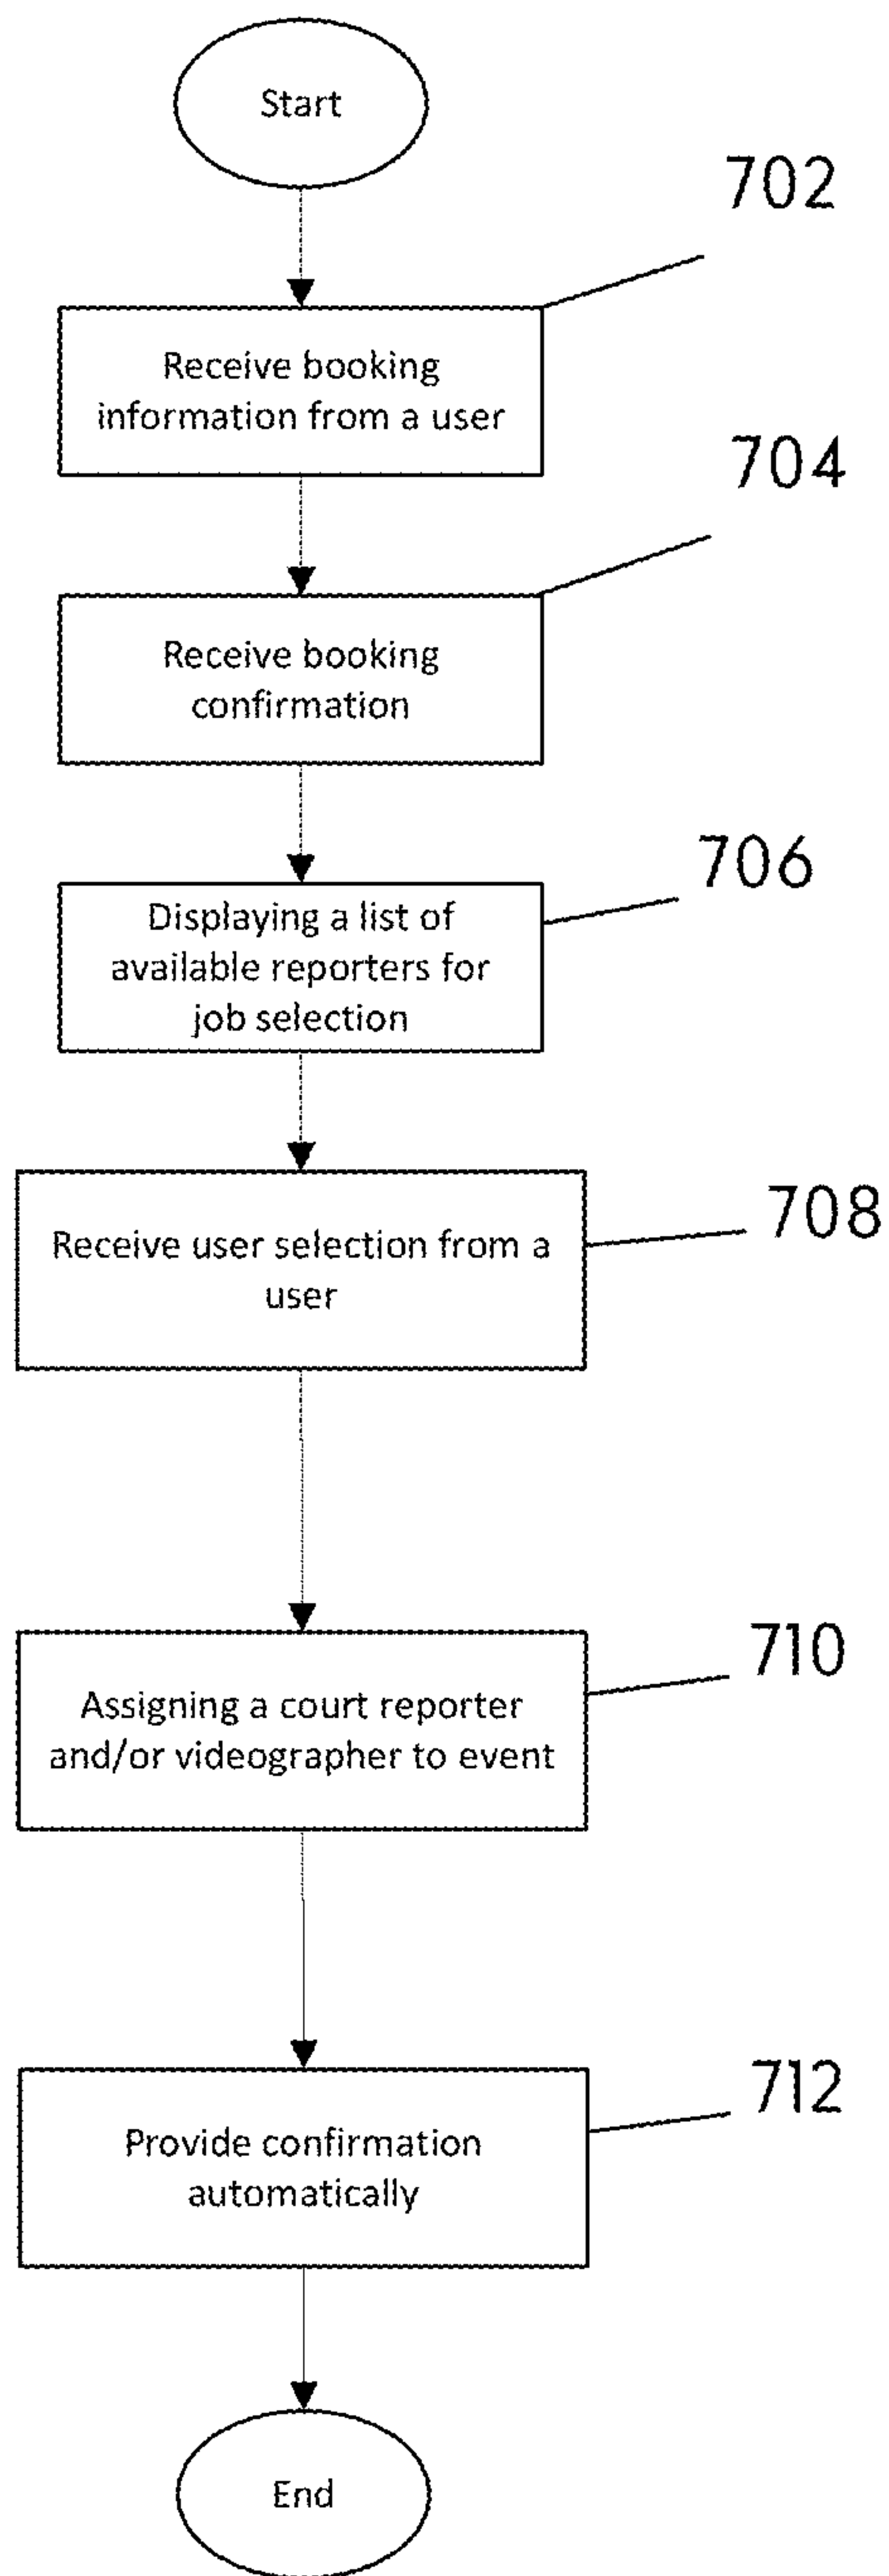 Start
702
Receive booking
information from a user
704
Receive booking
confirmation
706
Displaying a list of
available reporters for
job selection
708
Receive user selection from a
user
710
Assigning a court reporter
and/or videographer to event
712
Provide confirmation
automatically
End